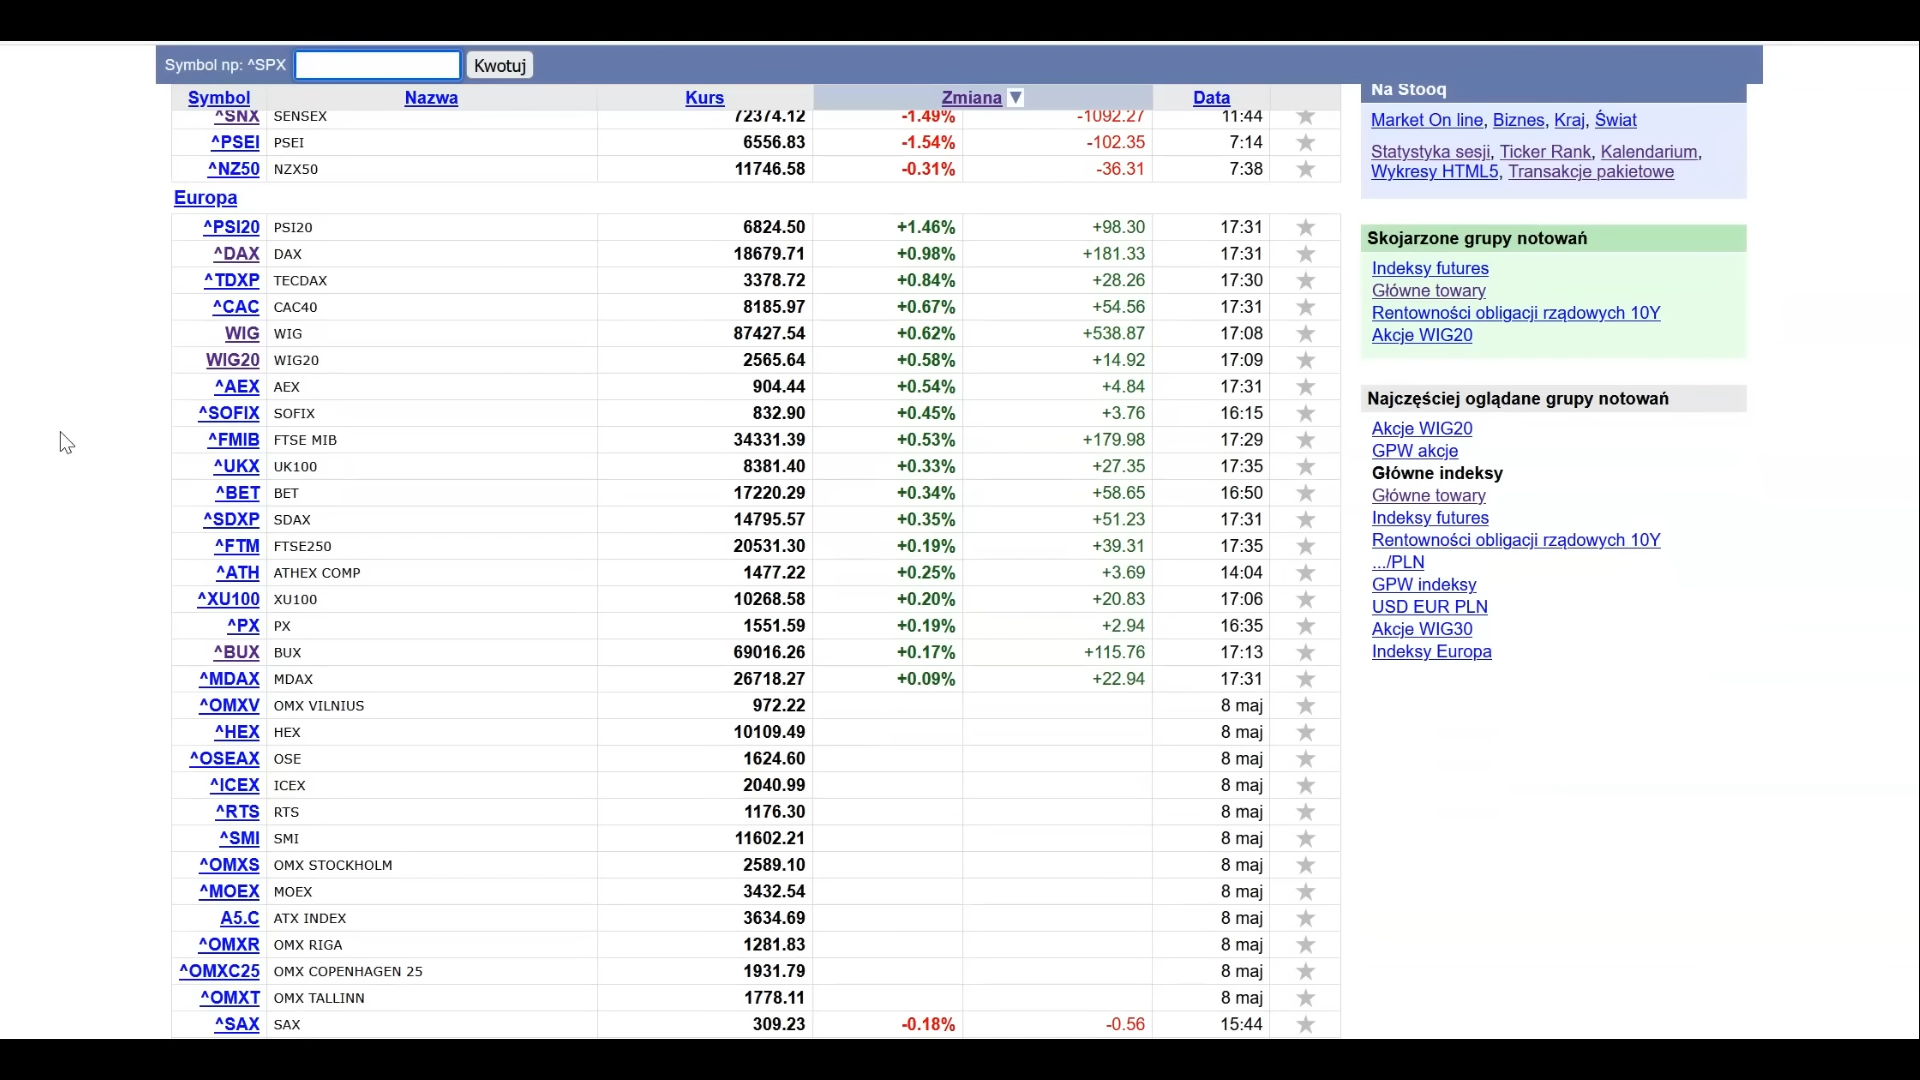 Symbol np: ^SPX Kwotuj
Symbol Nazwa Kurs Zmiana ▼ Data
^SNX SENSEX 72374.12 -1.49% -1092.27 11:44
^PSEI PSEI 6556.83 -1.54% -102.35 7:14
^NZ50 NZX50 11746.58 -0.31% -36.31 7:38
Europa
^PSI20 PSI20 6824.50 +1.46% +98.30 17:31
^DAX DAX 18679.71 +0.98% +181.33 17:31
^TDXP TECDAX 3378.72 +0.84% +28.26 17:30
^CAC CAC40 8185.97 +0.67% +54.56 17:31
WIG WIG 87427.54 +0.62% +538.87 17:08
WIG20 WIG20 2565.64 +0.58% +14.92 17:09
^AEX AEX 904.44 +0.54% +4.84 17:31
^SOFIX SOFIX 832.90 +0.45% +3.76 16:15
^FMIB FTSE MIB 34331.39 +0.53% +179.98 17:29
^UKX UK100 8381.40 +0.33% +27.35 17:35
^BET BET 17220.29 +0.34% +58.65 16:50
^SDXP SDAX 14795.57 +0.35% +51.23 17:31
^FTM FTSE250 20531.30 +0.19% +39.31 17:35
^ATH ATHEX COMP 1477.22 +0.25% +3.69 14:04
^XU100 XU100 10268.58 +0.20% +20.83 17:06
^PX PX 1551.59 +0.19% +2.94 16:35
^BUX BUX 69016.26 +0.17% +115.76 17:13
^MDAX MDAX 26718.27 +0.09% +22.94 17:31
^OMXV OMX VILNIUS 972.22 8 maj
^HEX HEX 10109.49 8 maj
^OSEAX OSE 1624.60 8 maj
^ICEX ICEX 2040.99 8 maj
^RTS RTS 1176.30 8 maj
^SMI SMI 11602.21 8 maj
^OMXS OMX STOCKHOLM 2589.10 8 maj
^MOEX MOEX 3432.54 8 maj
A5.C ATX INDEX 3634.69 8 maj
^OMXR OMX RIGA 1281.83 8 maj
^OMXC25 OMX COPENHAGEN 25 1931.79 8 maj
^OMXT OMX TALLINN 1778.11 8 maj
^SAX SAX 309.23 -0.18% -0.56 15:44
Na Stooq
Market On line, Biznes, Kraj, Świat
Statystyka sesji, Ticker Rank, Kalendarium,
Wykresy HTML5, Transakcje pakietowe
Skojarzone grupy notowań
Indeksy futures
Główne towary
Rentowności obligacji rządowych 10Y
Akcje WIG20
Najczęściej oglądane grupy notowań
Akcje WIG20
GPW akcje
Główne indeksy
Główne towary
Indeksy futures
Rentowności obligacji rządowych 10Y
.../PLN
GPW indeksy
USD EUR PLN
Akcje WIG30
Indeksy Europa